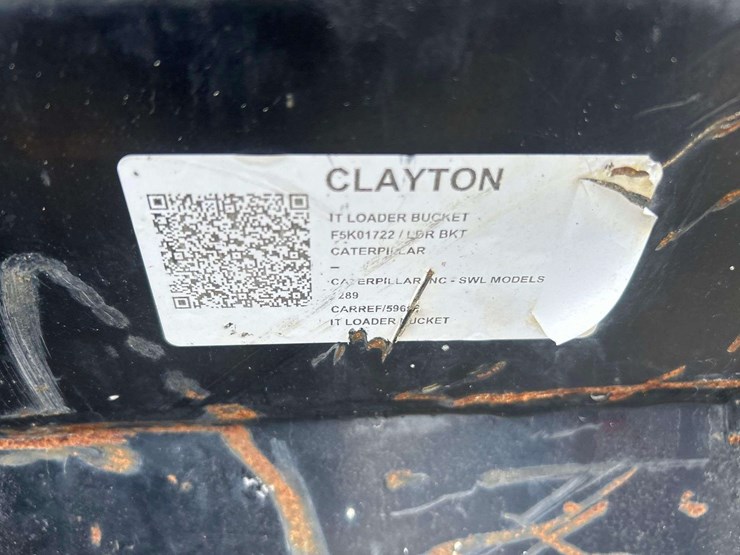 CLAYTON
IT LOADER BUCKET
F5K01722 / LDR BKT
CATERPILLAR
–
CATERPILLAR INC - SWL MODELS
289
IT LOADER BUCKET